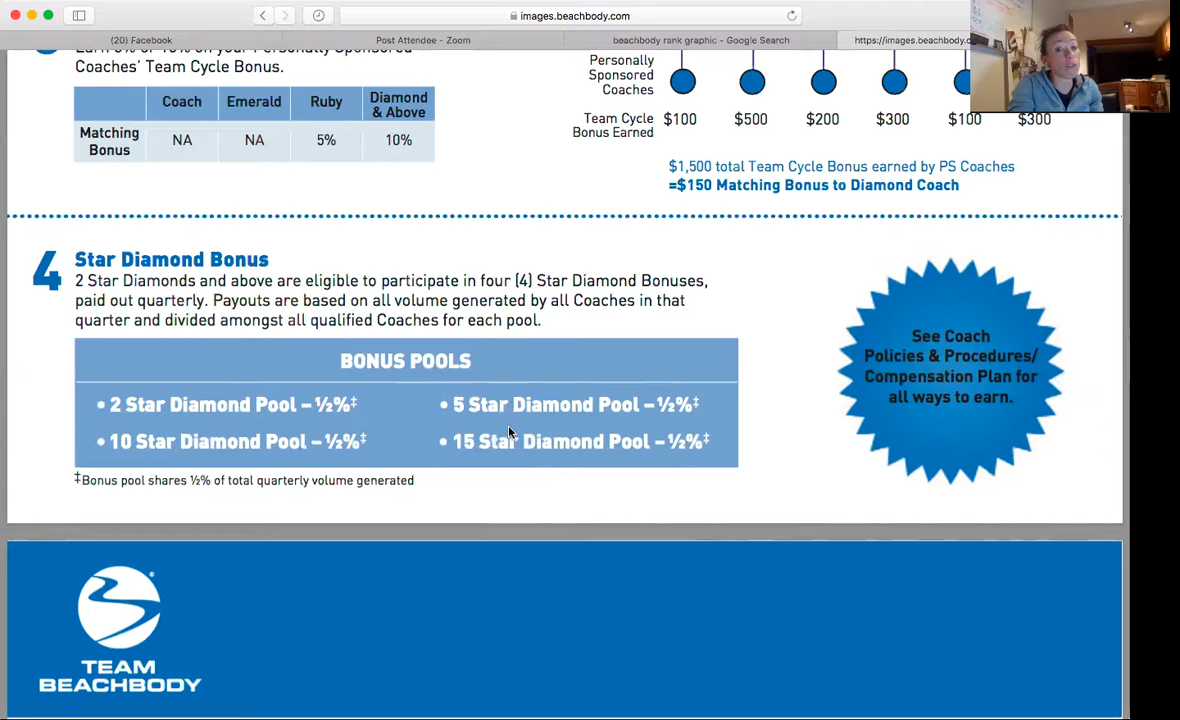 images.beachbody.com
(20) Facebook
Post Attendee - Zoom
beachbody rank graphic - Google Search
https://images.beachbody.c
Coaches' Team Cycle Bonus.
Coach
Emerald
Ruby
Diamond
& Above
Matching
Bonus
NA
NA
5%
10%
Personally
Sponsored
Coaches
Team Cycle
Bonus Earned
$100
$500
$200
$300
$100
$300
$1,500 total Team Cycle Bonus earned by PS Coaches
=$150 Matching Bonus to Diamond Coach
4
Star Diamond Bonus
2 Star Diamonds and above are eligible to participate in four (4) Star Diamond Bonuses,
paid out quarterly. Payouts are based on all volume generated by all Coaches in that
quarter and divided amongst all qualified Coaches for each pool.
BONUS POOLS
• 2 Star Diamond Pool – ½%‡
• 5 Star Diamond Pool – ½%‡
• 10 Star Diamond Pool – ½%‡
• 15 Star Diamond Pool – ½%‡
‡Bonus pool shares ½% of total quarterly volume generated
See Coach
Policies & Procedures/
Compensation Plan for
all ways to earn.
TEAM
BEACHBODY